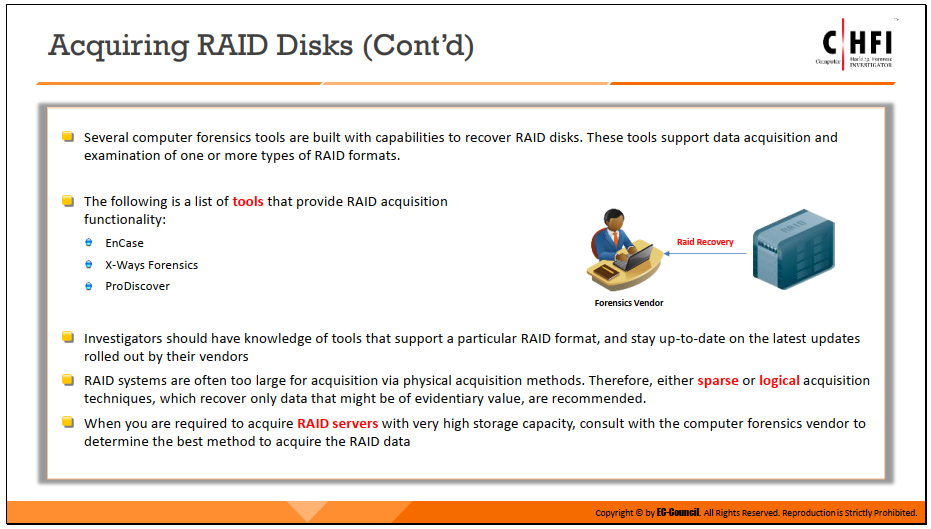 Acquiring RAID Disks (Cont’d)
C HFI
Computer Hacking Forensic
INVESTIGATOR
Several computer forensics tools are built with capabilities to recover RAID disks. These tools support data acquisition and
examination of one or more types of RAID formats.
The following is a list of tools that provide RAID acquisition
functionality:
EnCase
X-Ways Forensics
ProDiscover
Raid Recovery
RAID
Forensics Vendor
Investigators should have knowledge of tools that support a particular RAID format, and stay up-to-date on the latest updates
rolled out by their vendors
RAID systems are often too large for acquisition via physical acquisition methods. Therefore, either sparse or logical acquisition
techniques, which recover only data that might be of evidentiary value, are recommended.
When you are required to acquire RAID servers with very high storage capacity, consult with the computer forensics vendor to
determine the best method to acquire the RAID data
Copyright © by EC-Council. All Rights Reserved. Reproduction is Strictly Prohibited.